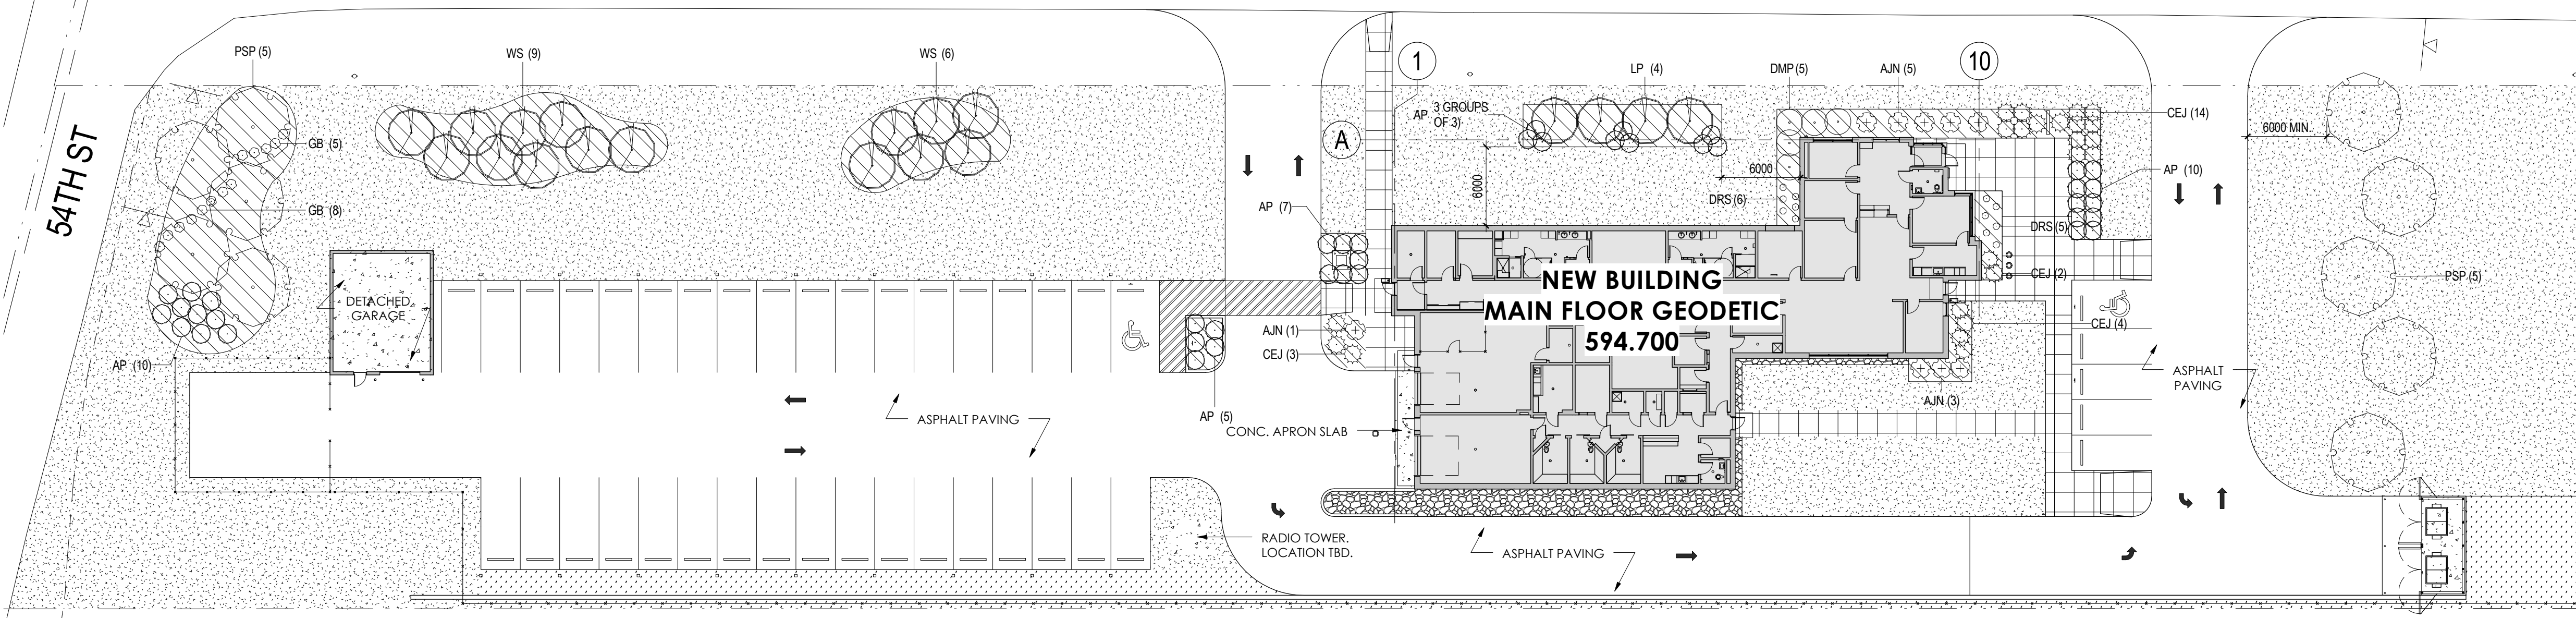 PSP (5)
WS (9)
WS (6)
1
LP (4)
DMP (5)
AJN (5)
10
54TH ST
GB (5)
GB (8)
A
AP
3 GROUPS
OF 3)
CEJ (14)
6000 MIN.
AP (10)
6000
6000
DRS (6)
AP (7)
DRS (5)
CEJ (2)
PSP (5)
DETACHED
GARAGE
NEW BUILDING
MAIN FLOOR GEODETIC
594.700
AJN (1)
CEJ (3)
CEJ (4)
AP (10)
ASPHALT
PAVING
AJN (3)
AP (5)
ASPHALT PAVING
CONC. APRON SLAB
RADIO TOWER.
LOCATION TBD.
ASPHALT PAVING